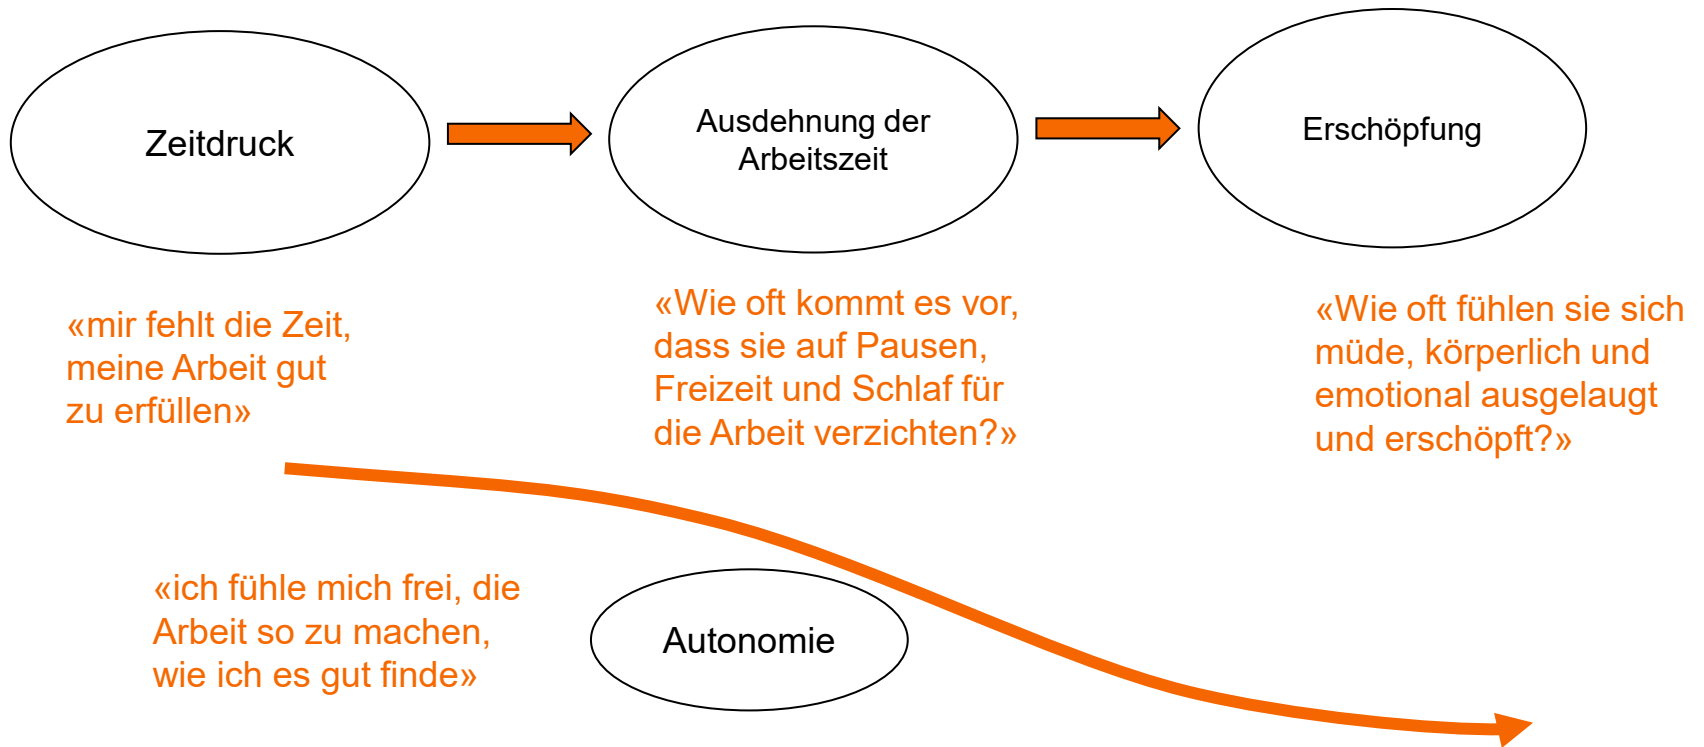 Zeitdruck
Ausdehnung der
Arbeitszeit
Erschöpfung
«mir fehlt die Zeit,
meine Arbeit gut
zu erfüllen»
«Wie oft kommt es vor,
dass sie auf Pausen,
Freizeit und Schlaf für
die Arbeit verzichten?»
«Wie oft fühlen sie sich
müde, körperlich und
emotional ausgelaugt
und erschöpft?»
«ich fühle mich frei, die
Arbeit so zu machen,
wie ich es gut finde»
Autonomie